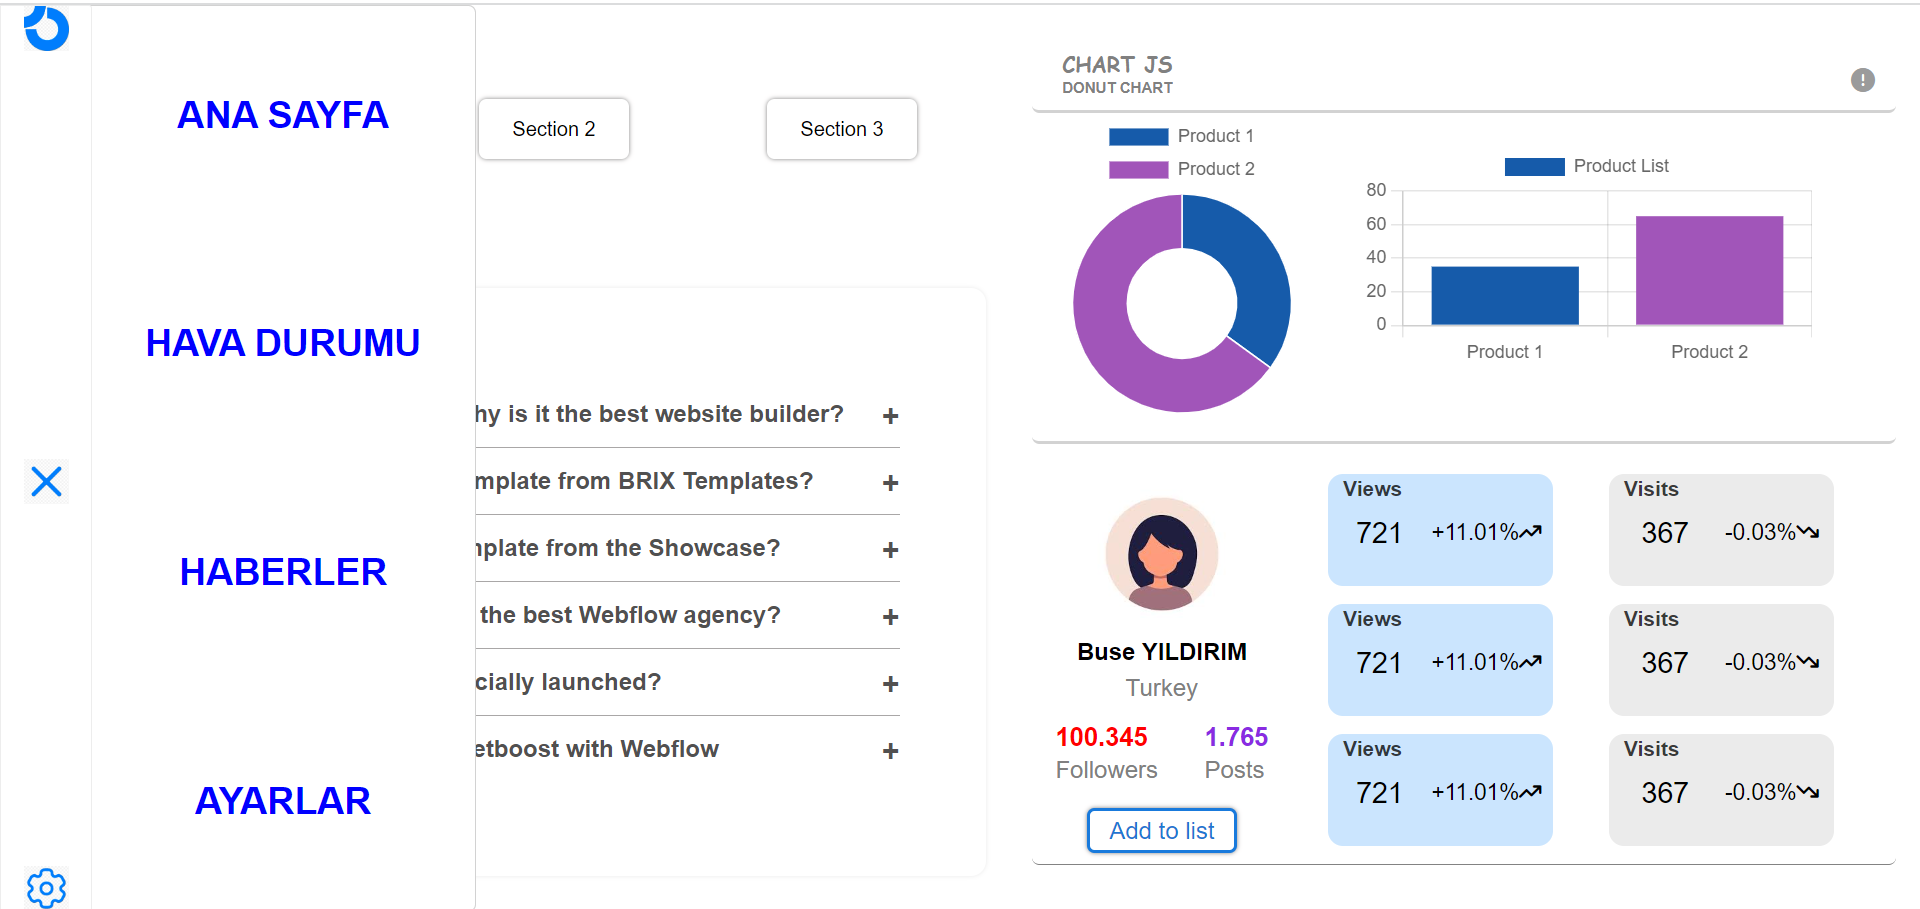 ANA SAYFA
HAVA DURUMU
HABERLER
AYARLAR
Section 2
Section 3
hy is it the best website builder? +
mplate from BRIX Templates? +
nplate from the Showcase? +
the best Webflow agency? +
cially launched? +
etboost with Webflow +
CHART JS
DONUT CHART
Product 1
Product 2
Product List
80
60
40
20
0
Product 1
Product 2
Buse YILDIRIM
Turkey
100.345 1.765
Followers Posts
Add to list
Views
721 +11.01%
Visits
367 -0.03%
Views
721 +11.01%
Visits
367 -0.03%
Views
721 +11.01%
Visits
367 -0.03%